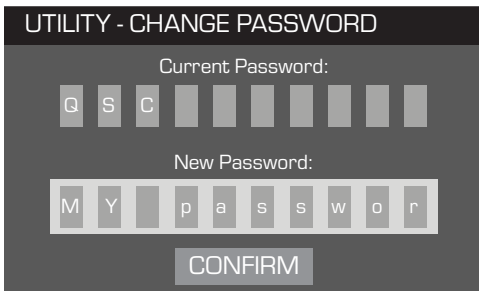 UTILITY - CHANGE PASSWORD
Current Password:
Q S C
New Password:
M Y   p a s s w o r
CONFIRM